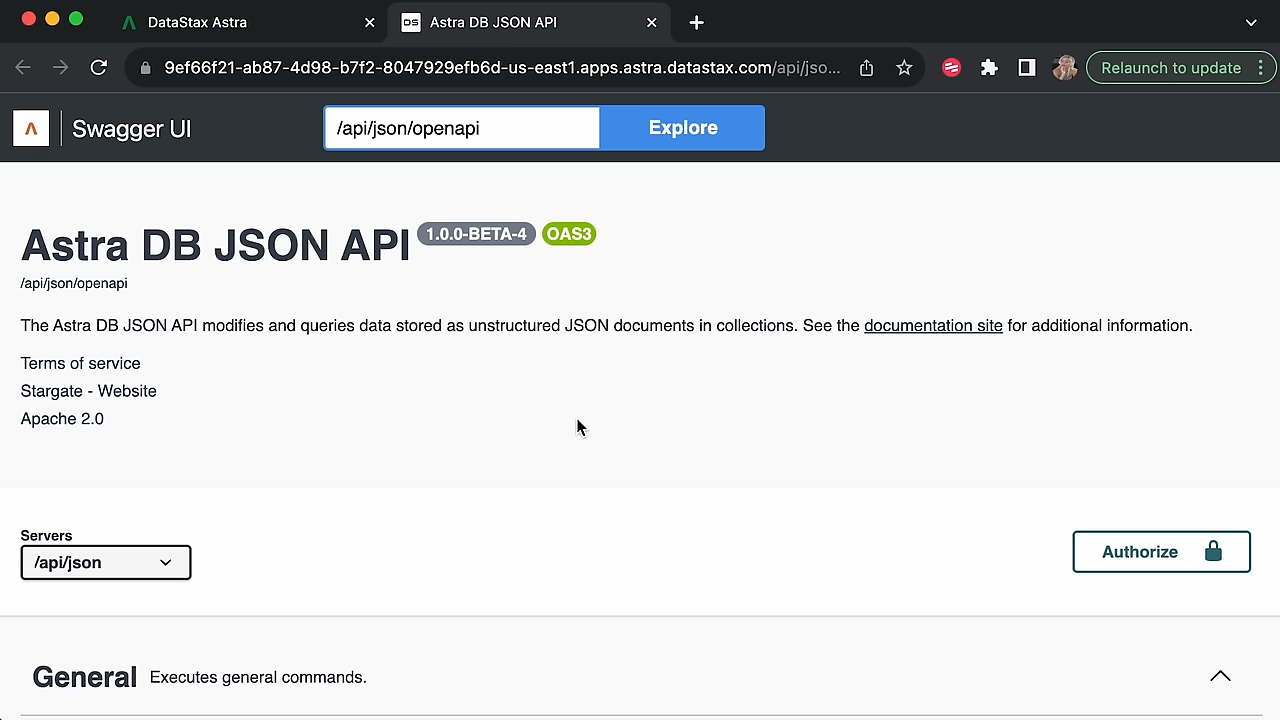 DataStax Astra
DS Astra DB JSON API
9ef66f21-ab87-4d98-b7f2-8047929efb6d-us-east1.apps.astra.datastax.com/api/jso...
Relaunch to update
Swagger UI
/api/json/openapi
Explore
Astra DB JSON API 1.0.0-BETA-4 OAS3
/api/json/openapi
The Astra DB JSON API modifies and queries data stored as unstructured JSON documents in collections. See the documentation site for additional information.
Terms of service
Stargate - Website
Apache 2.0
Servers
/api/json
Authorize
General Executes general commands.